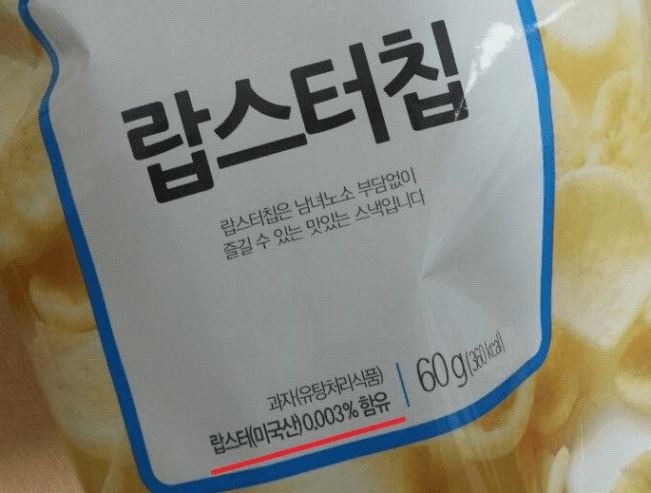 랍스터칩
랍스터칩은 남녀노소 부담없이
즐길 수 있는 맛있는 스낵입니다
과자(유탕처리식품)
랍스터(미국산)0.003% 함유
60g(360kcal)